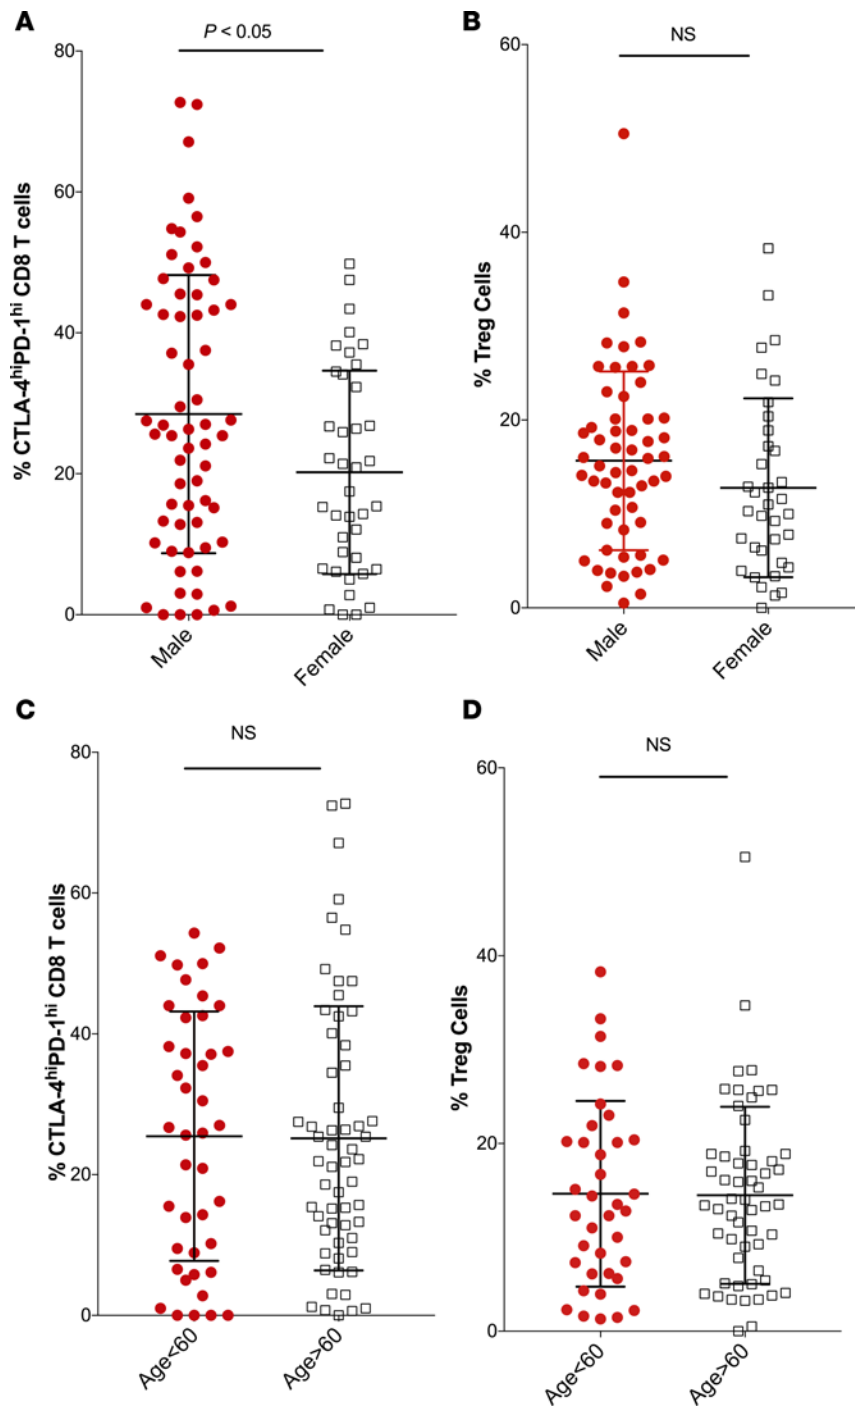 A
P < 0.05
80
60
40
20
0
% CTLA-4hiPD-1hi CD8 T cells
Male
Female
B
NS
60
40
20
0
% Treg Cells
Male
Female
C
NS
80
60
40
20
0
% CTLA-4hiPD-1hi CD8 T cells
Age<60
Age>60
D
NS
60
40
20
0
% Treg Cells
Age<60
Age>60